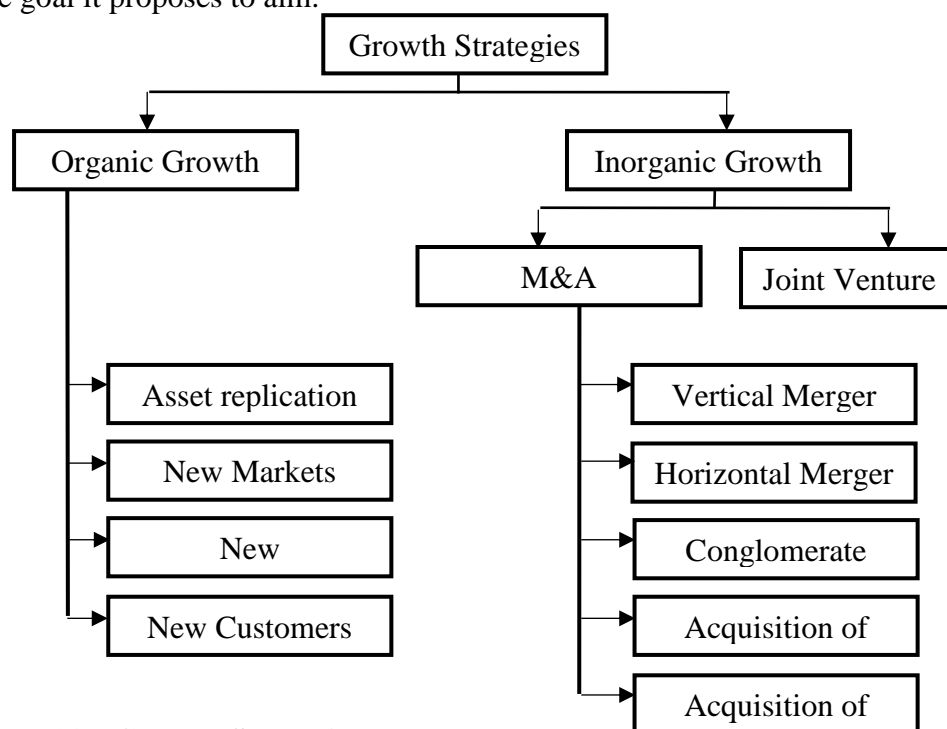 goal it proposes to aim.
Growth Strategies
Organic Growth
Inorganic Growth
M&A
Joint Venture
Asset replication
Vertical Merger
New Markets
Horizontal Merger
New
Conglomerate
New Customers
Acquisition of
Acquisition of